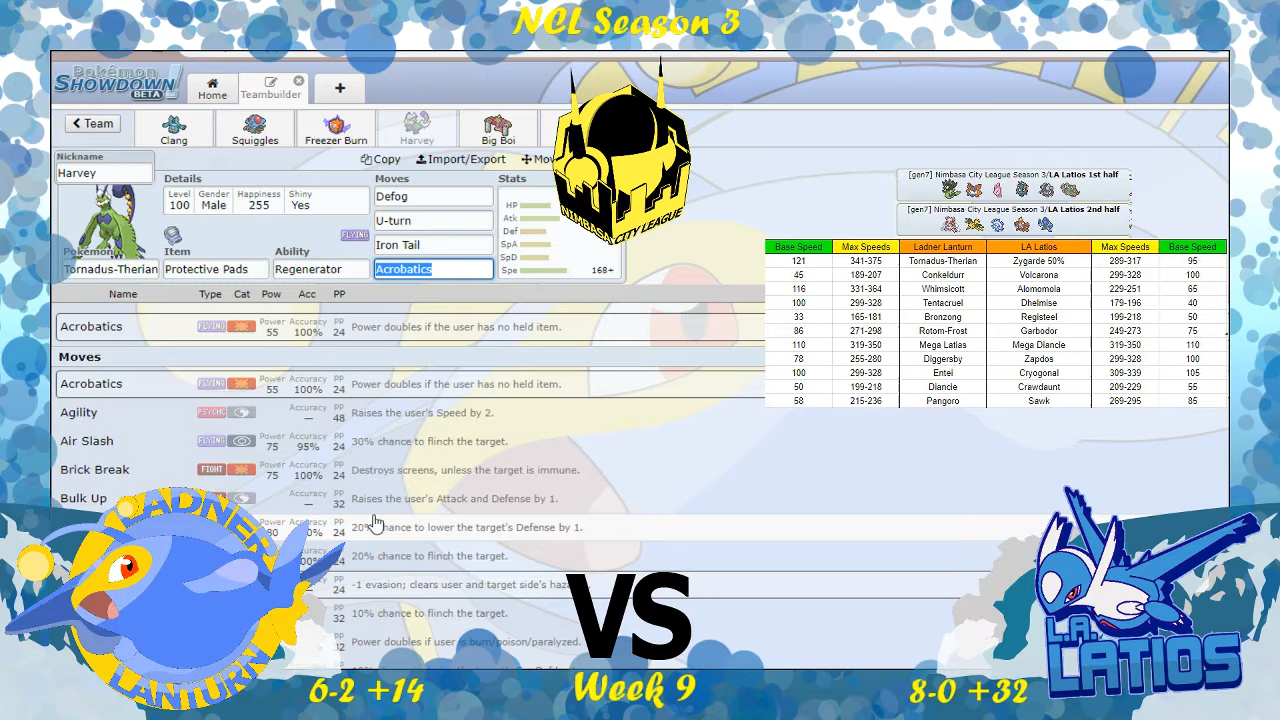 NCL Season 3
Pokémon
SHOWDOWN!
BETA
Home
Teambuilder
Team
Clang
Squiggles
Freezer Burn
Harvey
Big Boi
Nickname
Harvey
Copy
Import/Export
Mov
Details
Level
100
Gender
Male
Happiness
255
Shiny
Yes
FLYING
Pokémon
Tornadus-Therian
Item
Protective Pads
Ability
Regenerator
Moves
Defog
U-turn
Iron Tail
Acrobatics
Stats
HP
Atk
Def
SpA
SpD
Spe 168+
NIMBASA CITY LEAGUE
[gen7] Nimbasa City League Season 3/LA Latios 1st half
[gen7] Nimbasa City League Season 3/LA Latios 2nd half
Base Speed Max Speeds Ladner Lanturn LA Latios Max Speeds Base Speed
121 341-375 Tornadus-Therian Zygarde 50% 289-317 95
45 189-207 Conkeldurr Volcarona 299-328 100
116 331-364 Whimsicott Alomomola 229-251 65
100 299-328 Tentacruel Dhelmise 179-196 40
33 165-181 Bronzong Registeel 199-218 50
86 271-298 Rotom-Frost Garbador 249-273 75
110 319-350 Mega Latias Mega Diancie 319-350 110
78 255-280 Diggersby Zapdos 299-328 100
100 299-328 Entei Cryogonal 309-339 105
50 199-218 Diancie Crawdaunt 209-229 55
58 215-236 Pangoro Sawk 269-295 85
Name Type Cat Pow Acc PP
Acrobatics FLYING Power 55 Accuracy 100% PP 24 Power doubles if the user has no held item.
Moves
Acrobatics FLYING Power 55 Accuracy 100% PP 24 Power doubles if the user has no held item.
Agility PSYCHC Accuracy — PP 48 Raises the user's Speed by 2.
Air Slash FLYING Power 75 Accuracy 95% PP 24 30% chance to flinch the target.
Brick Break FIGHT Power 75 Accuracy 100% PP 24 Destroys screens, unless the target is immune.
Bulk Up Accuracy — PP 32 Raises the user's Attack and Defense by 1.
PP 24 20% chance to lower the target's Defense by 1.
PP 24 20% chance to flinch the target.
PP 24 -1 evasion; clears user and target side's
PP 32 10% chance to flinch the target.
PP 32 Power doubles if user is burn/poison/paralyzed.
LADNER
LANTURN
VS
L.A.
LATIOS
6-2 +14
Week 9
8-0 +32